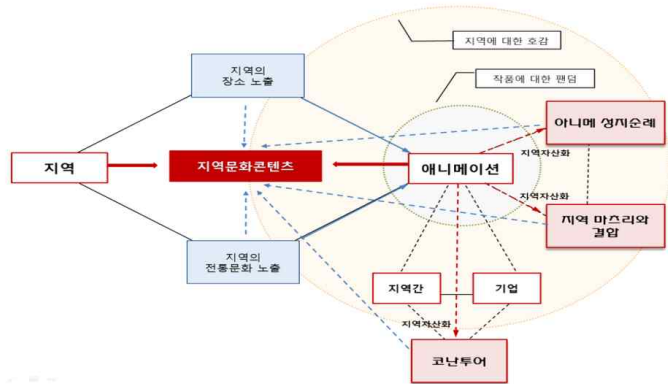 지역에 대한 호감
작품에 대한 팬덤
지역의
장소 노출
아니메 성지순례
지역자산화
지역
지역문화콘텐츠
애니메이션
지역자산화
지역 마츠리와
결합
지역의
전통문화 노출
지역간
기업
지역자산화
코난투어